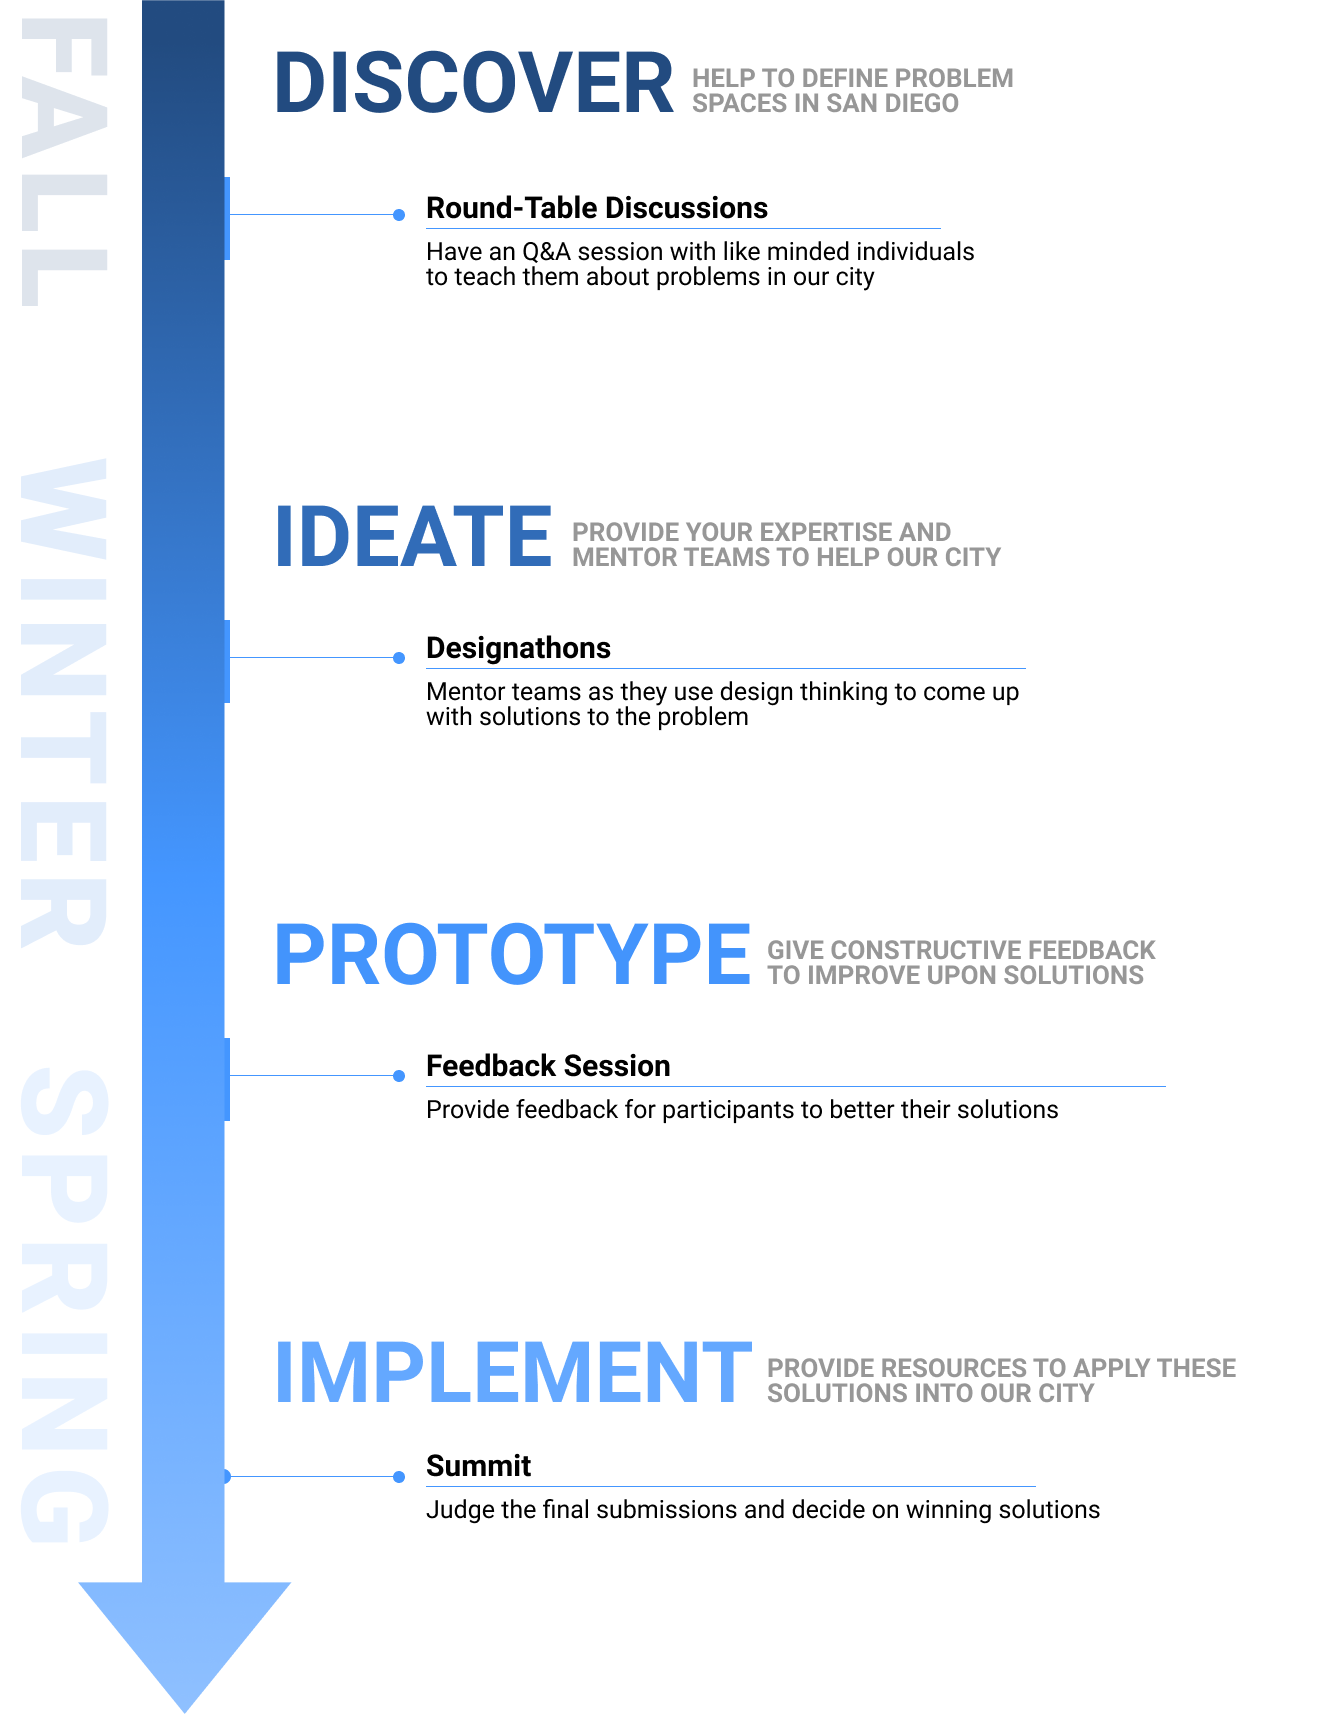 FALL
DISCOVER
HELP TO DEFINE PROBLEM
SPACES IN SAN DIEGO
Round-Table Discussions
Have an Q&A session with like minded individuals
to teach them about problems in our city
WINTER
IDEATE
PROVIDE YOUR EXPERTISE AND
MENTOR TEAMS TO HELP OUR CITY
Designathons
Mentor teams as they use design thinking to come up
with solutions to the problem
PROTOTYPE
GIVE CONSTRUCTIVE FEEDBACK
TO IMPROVE UPON SOLUTIONS
SPRING
Feedback Session
Provide feedback for participants to better their solutions
IMPLEMENT
PROVIDE RESOURCES TO APPLY THESE
SOLUTIONS INTO OUR CITY
Summit
Judge the final submissions and decide on winning solutions